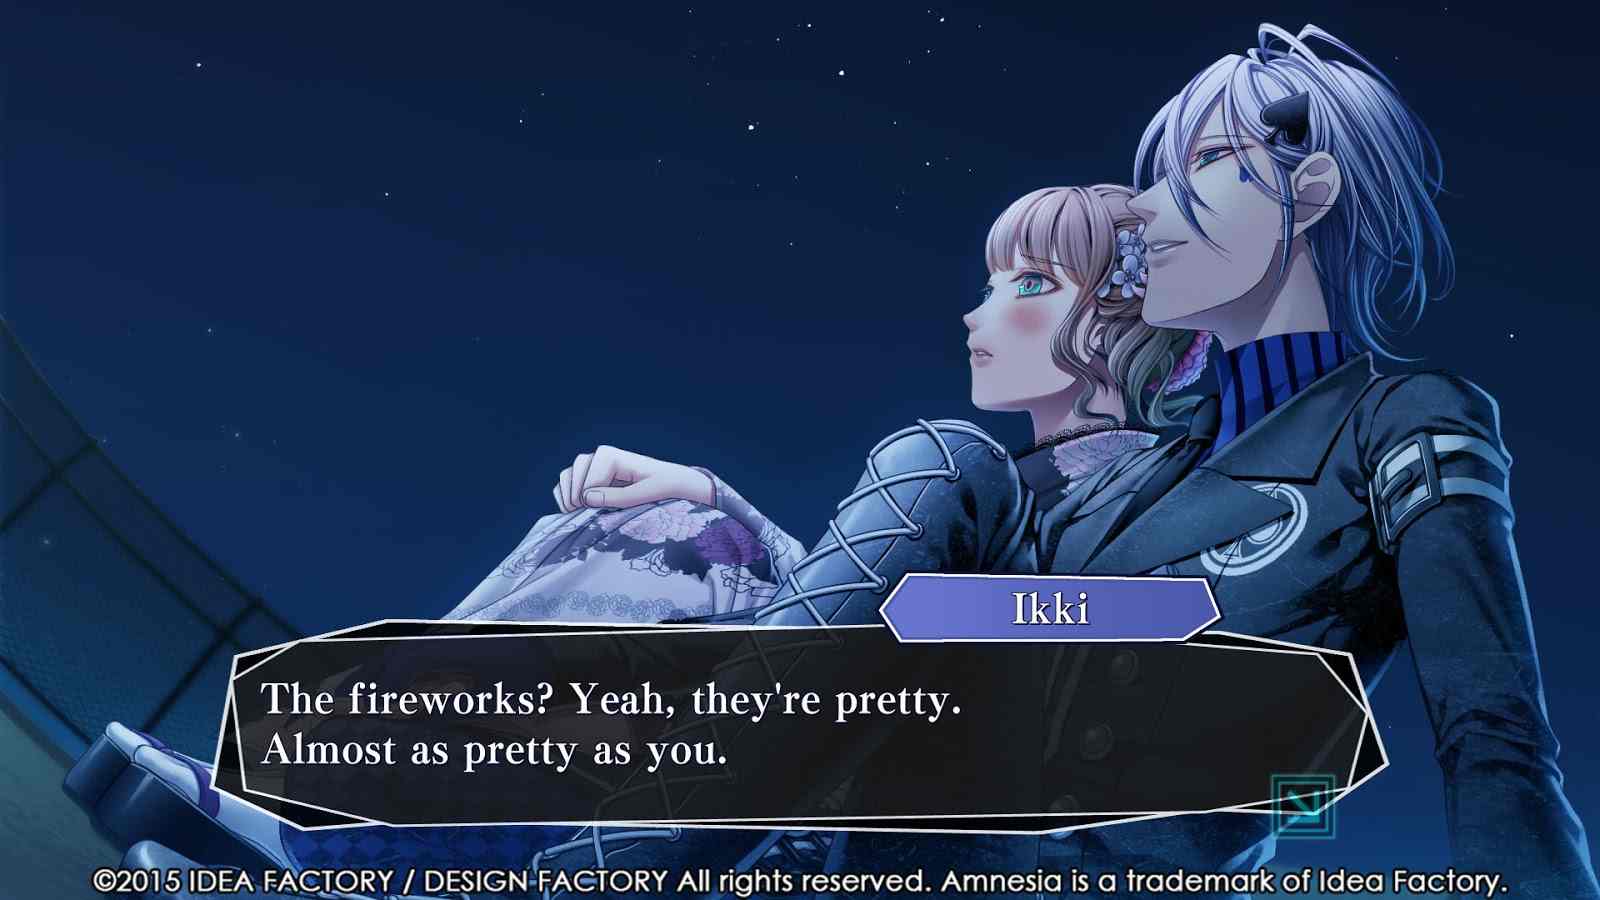 Ikki
The fireworks? Yeah, they're pretty.
Almost as pretty as you.
©2015 IDEA FACTORY / DESIGN FACTORY All rights reserved. Amnesia is a trademark of Idea Factory.